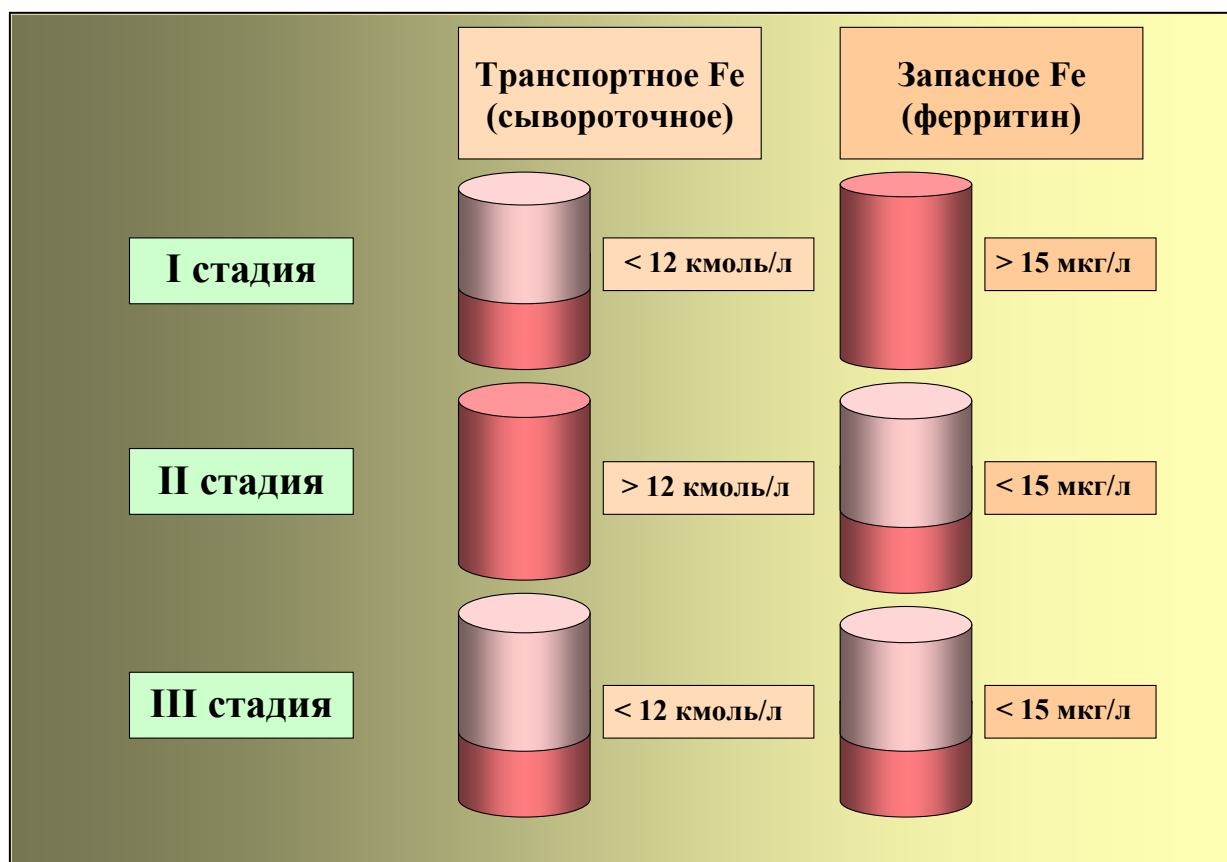 Транспортное Fe
(сывороточное)
Запасное Fe
(ферритин)
I стадия
< 12 кмоль/л
> 15 мкг/л
II стадия
> 12 кмоль/л
< 15 мкг/л
III стадия
< 12 кмоль/л
< 15 мкг/л